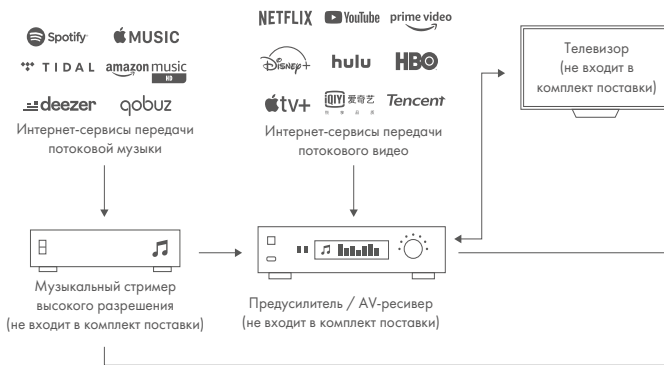 Spotify
MUSIC
TIDAL
amazon music
HD
deezer
qobuz
Интернет-сервисы передачи
потоковой музыки
NETFLIX
YouTube
prime video
Disney+
hulu
HBO
tv+
iQIY 爱奇艺
Tencent
Интернет-сервисы передачи
потокового видео
Телевизор
(не входит в
комплект поставки)
Музыкальный стример
высокого разрешения
(не входит в комплект поставки)
Предусилитель / AV-ресивер
(не входит в комплект поставки)